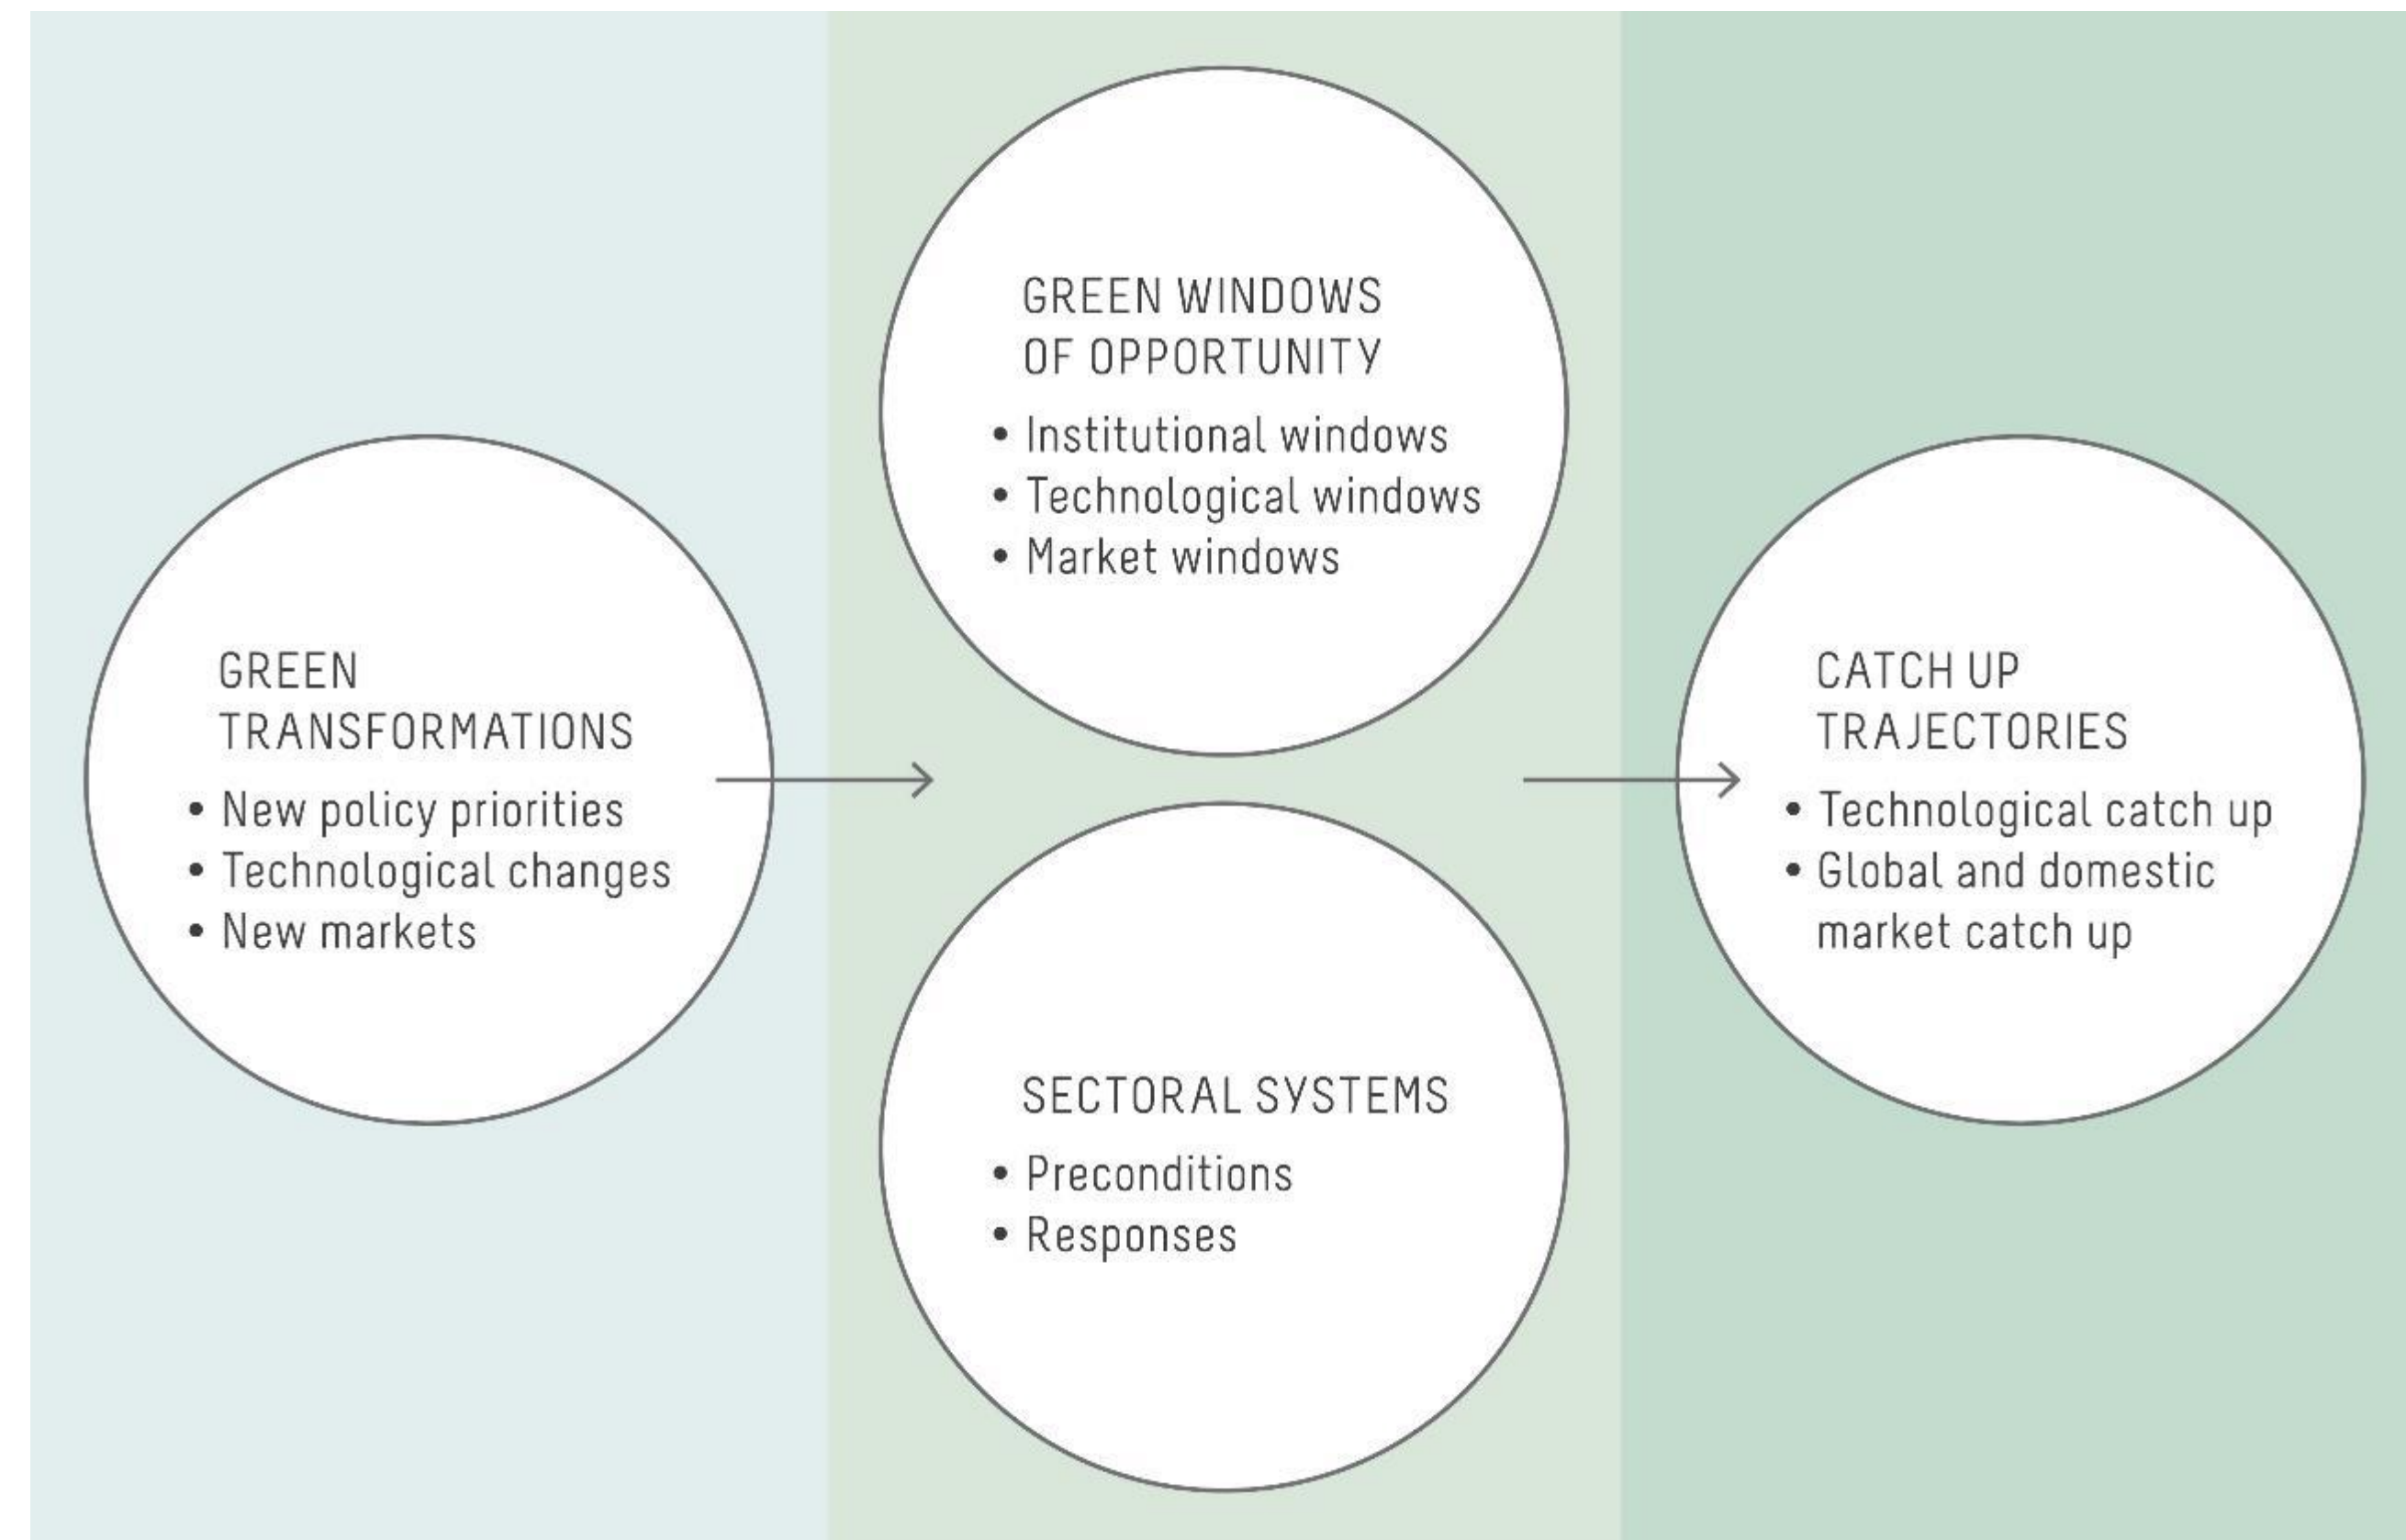 GREEN
TRANSFORMATIONS
• New policy priorities
• Technological changes
• New markets
GREEN WINDOWS
OF OPPORTUNITY
• Institutional windows
• Technological windows
• Market windows
SECTORAL SYSTEMS
• Preconditions
• Responses
CATCH UP
TRAJECTORIES
• Technological catch up
• Global and domestic
market catch up